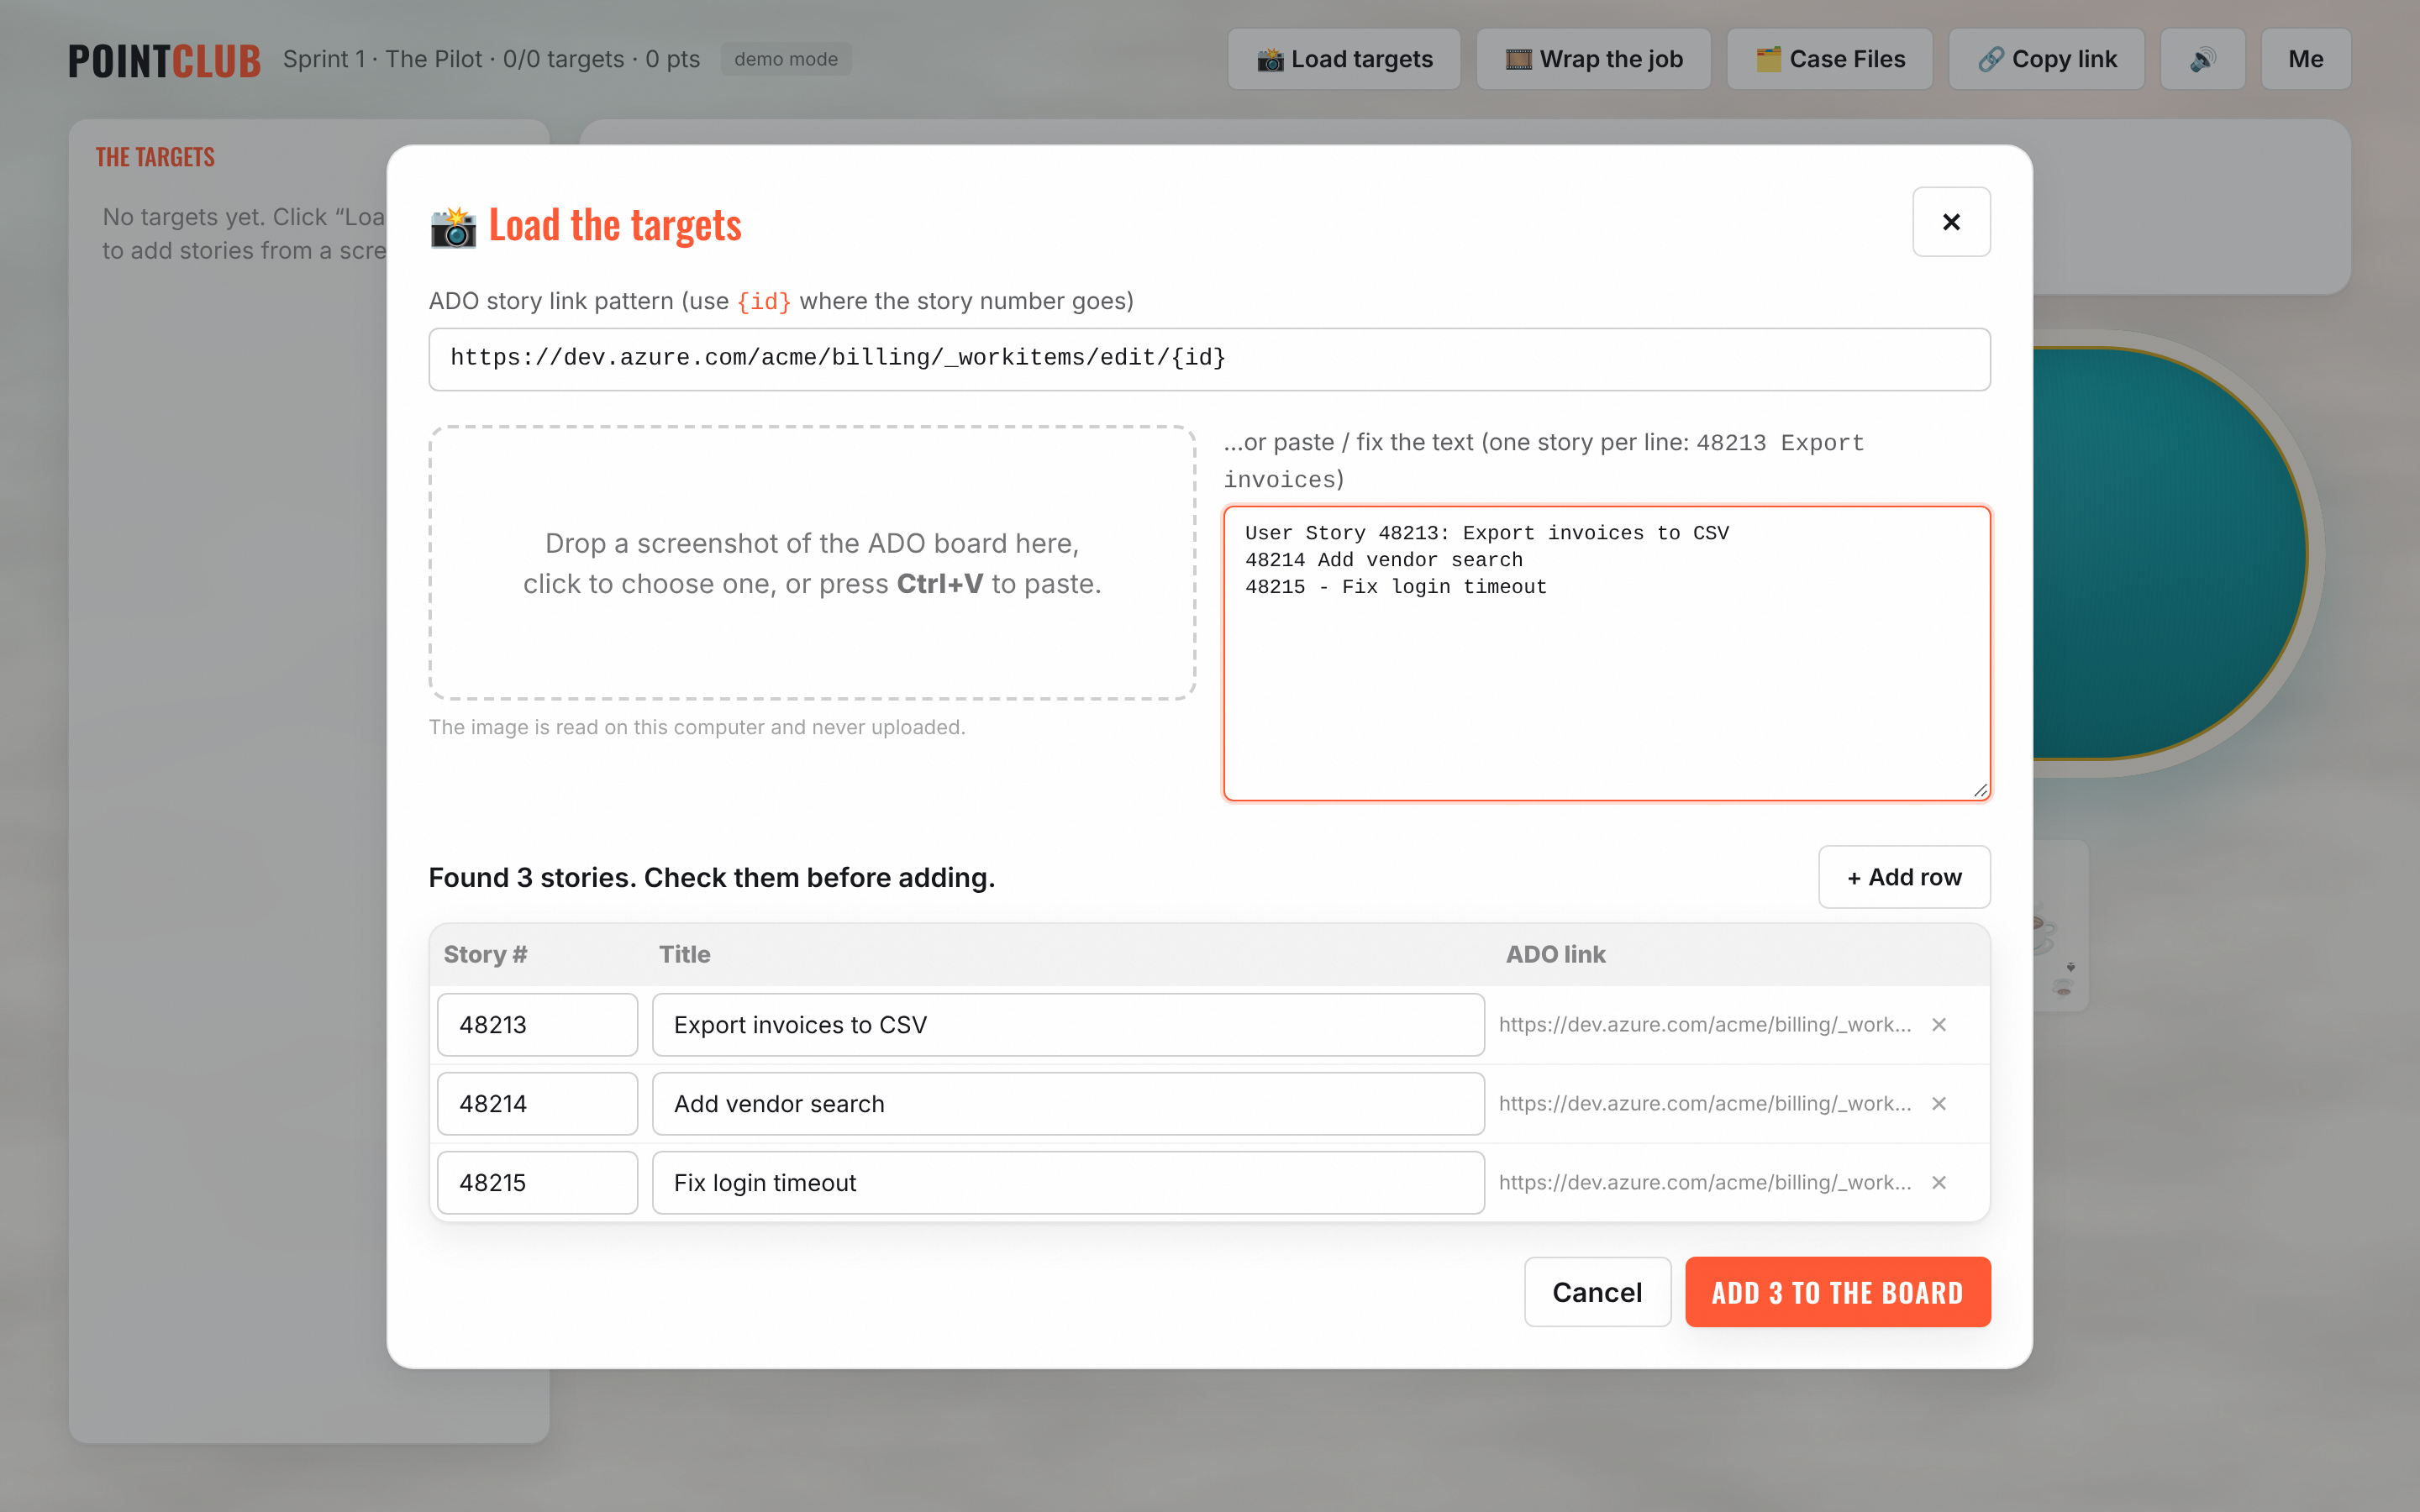 POINTCLUB Sprint 1 · The Pilot · 0/0 targets · 0 pts demo mode
Load targets
Wrap the job
Case Files
Copy link
Me
THE TARGETS
No targets yet. Click “Loa
to add stories from a scre
Load the targets
×
ADO story link pattern (use {id} where the story number goes)
https://dev.azure.com/acme/billing/_workitems/edit/{id}
Drop a screenshot of the ADO board here,
click to choose one, or press Ctrl+V to paste.
The image is read on this computer and never uploaded.
...or paste / fix the text (one story per line: 48213 Export
invoices)
User Story 48213: Export invoices to CSV
48214 Add vendor search
48215 - Fix login timeout
Found 3 stories. Check them before adding.
+ Add row
Story # Title ADO link
48213 Export invoices to CSV https://dev.azure.com/acme/billing/_work... ×
48214 Add vendor search https://dev.azure.com/acme/billing/_work... ×
48215 Fix login timeout https://dev.azure.com/acme/billing/_work... ×
Cancel
ADD 3 TO THE BOARD